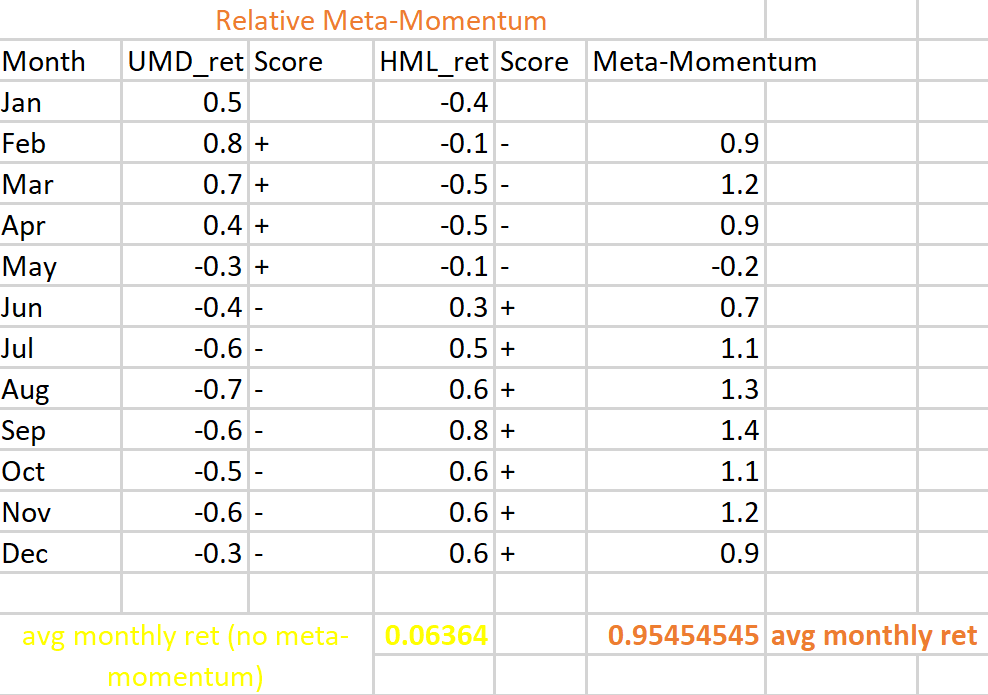 Relative Meta-Momentum
Month UMD_ret Score HML_ret Score Meta-Momentum
Jan 0.5 -0.4
Feb 0.8 + -0.1 - 0.9
Mar 0.7 + -0.5 - 1.2
Apr 0.4 + -0.5 - 0.9
May -0.3 + -0.1 - -0.2
Jun -0.4 - 0.3 + 0.7
Jul -0.6 - 0.5 + 1.1
Aug -0.7 - 0.6 + 1.3
Sep -0.6 - 0.8 + 1.4
Oct -0.5 - 0.6 + 1.1
Nov -0.6 - 0.6 + 1.2
Dec -0.3 - 0.6 + 0.9
avg monthly ret (no meta- 0.06364 0.95454545 avg monthly ret
momentum)